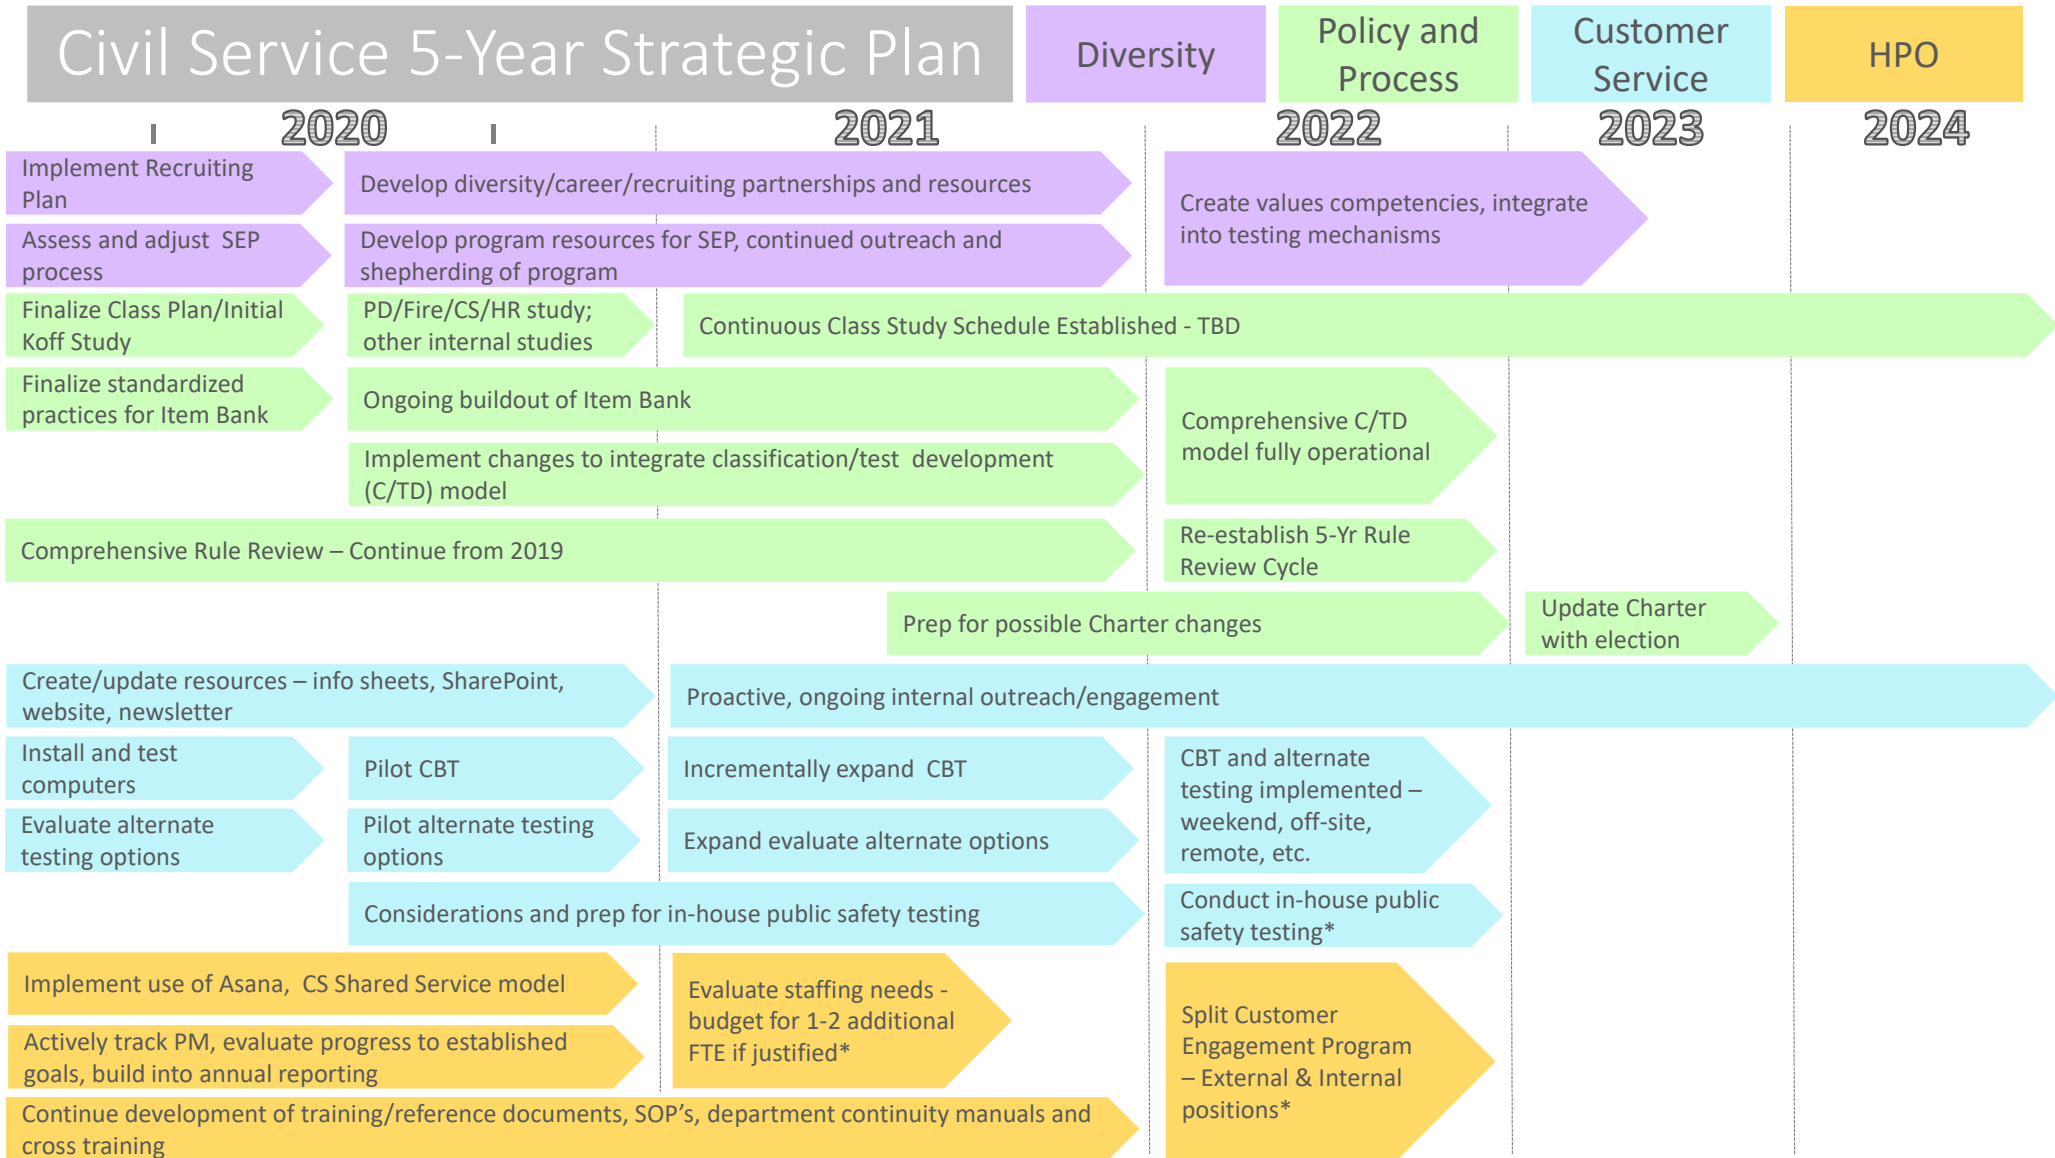 Civil Service 5-Year Strategic Plan
Diversity
Policy and
Process
Customer
Service
HPO
2020
2021
2022
2023
2024
Implement Recruiting
Plan
Develop diversity/career/recruiting partnerships and resources
Create values competencies, integrate
into testing mechanisms
Assess and adjust  SEP
process
Develop program resources for SEP, continued outreach and
shepherding of program
Finalize Class Plan/Initial
Koff Study
PD/Fire/CS/HR study;
other internal studies
Continuous Class Study Schedule Established - TBD
Finalize standardized
practices for Item Bank
Ongoing buildout of Item Bank
Comprehensive C/TD
model fully operational
Implement changes to integrate classification/test  development
(C/TD) model
Comprehensive Rule Review – Continue from 2019
Re-establish 5-Yr Rule
Review Cycle
Prep for possible Charter changes
Update Charter
with election
Create/update resources – info sheets, SharePoint,
website, newsletter
Proactive, ongoing internal outreach/engagement
Install and test
computers
Pilot CBT
Incrementally expand  CBT
CBT and alternate
testing implemented –
weekend, off-site,
remote, etc.
Evaluate alternate
testing options
Pilot alternate testing
options
Expand evaluate alternate options
Considerations and prep for in-house public safety testing
Conduct in-house public
safety testing*
Implement use of Asana,  CS Shared Service model
Evaluate staffing needs -
budget for 1-2 additional
FTE if justified*
Split Customer
Engagement Program
– External & Internal
positions*
Actively track PM, evaluate progress to established
goals, build into annual reporting
Continue development of training/reference documents, SOP's, department continuity manuals and
cross training